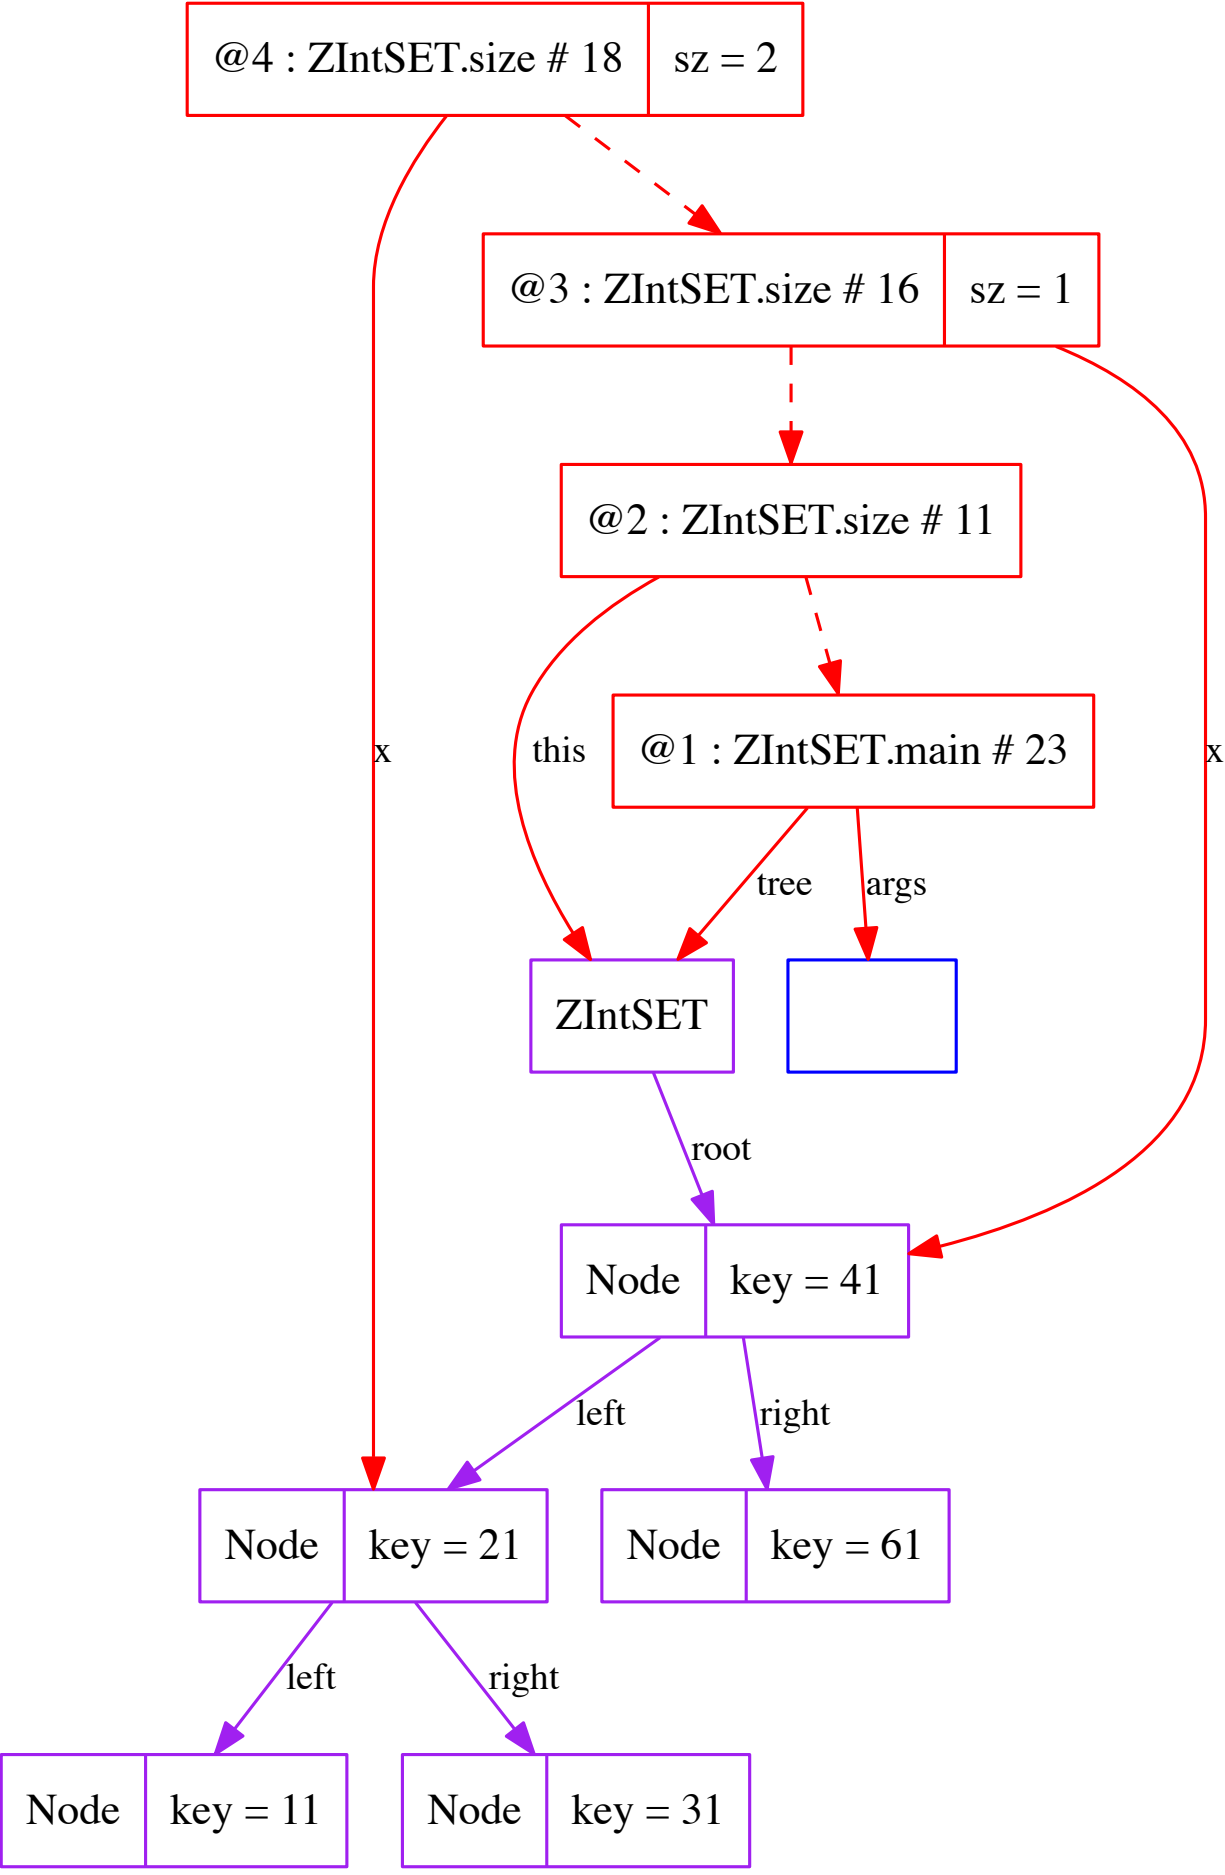 @4 : ZIntSET.size # 18 sz = 2
@3 : ZIntSET.size # 16 sz = 1
@2 : ZIntSET.size # 11
x this @1 : ZIntSET.main # 23 x
tree args
ZIntSET
root
Node key = 41
left right
Node key = 21 Node key = 61
left right
Node key = 11 Node key = 31